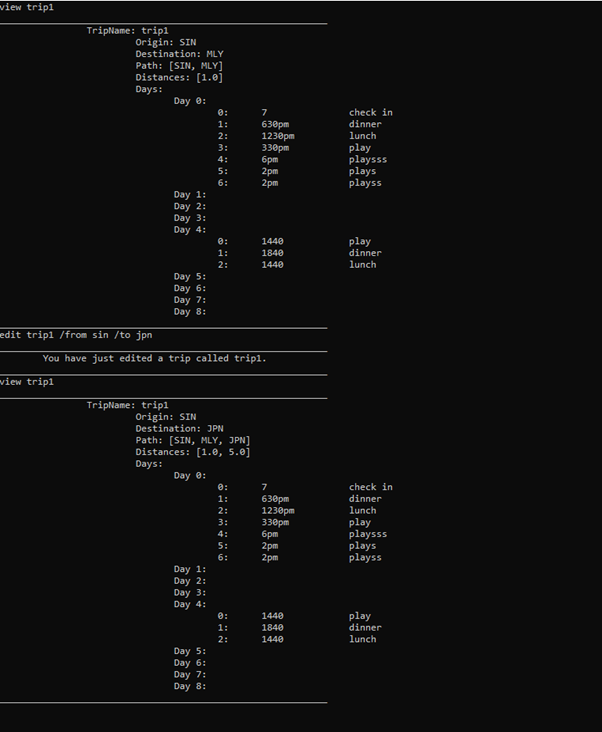 view trip1
TripName: trip1
Origin: SIN
Destination: MLY
Path: [SIN, MLY]
Distances: [1.0]
Days:
Day 0:
0: 7 check in
1: 630pm dinner
2: 1230pm lunch
3: 330pm play
4: 6pm playsss
5: 2pm plays
6: 2pm playss
Day 1:
Day 2:
Day 3:
Day 4:
0: 1440 play
1: 1840 dinner
2: 1440 lunch
Day 5:
Day 6:
Day 7:
Day 8:
edit trip1 /from sin /to jpn
You have just edited a trip called trip1.
view trip1
TripName: trip1
Origin: SIN
Destination: JPN
Path: [SIN, MLY, JPN]
Distances: [1.0, 5.0]
Days:
Day 0:
0: 7 check in
1: 630pm dinner
2: 1230pm lunch
3: 330pm play
4: 6pm playsss
5: 2pm plays
6: 2pm playss
Day 1:
Day 2:
Day 3:
Day 4:
0: 1440 play
1: 1840 dinner
2: 1440 lunch
Day 5:
Day 6:
Day 7:
Day 8: